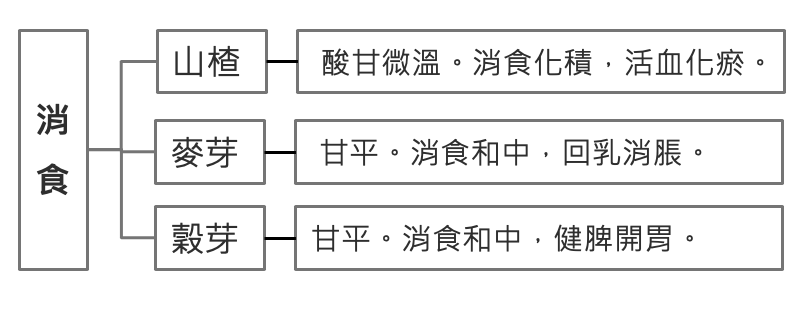 消食
山楂
酸甘微溫。消食化積，活血化瘀。
麥芽
甘平。消食和中，回乳消脹。
穀芽
甘平。消食和中，健脾開胃。